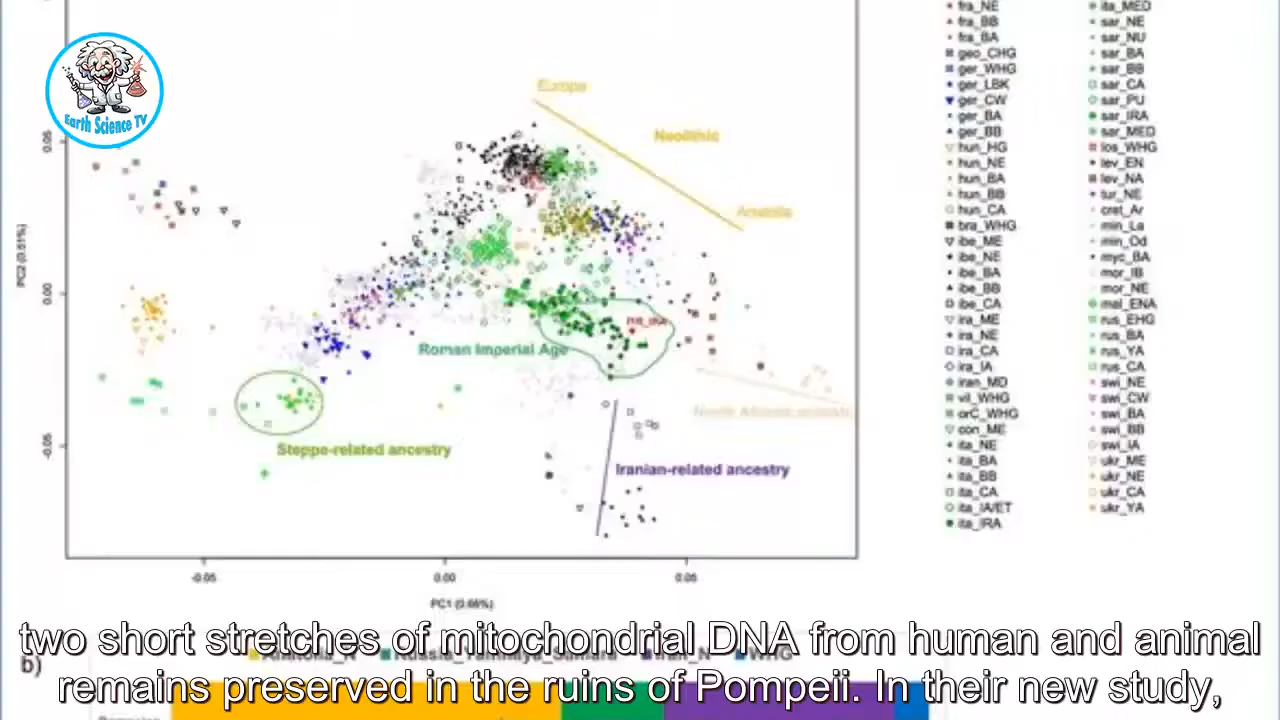 Earth Science TV
Europe
Neolithic
Anatolia
Roman Imperial Age
Steppe-related ancestry
Iranian-related ancestry
PC2
0.05
0.00
-0.05
-0.05
0.00
0.05
PC1
fra_NE
fra_BB
fra_BA
geo_CHG
ger_WHG
ger_LBK
ger_CW
ger_BA
ger_BB
hun_HG
hun_NE
hun_BA
hun_BB
hun_CA
bra_WHG
ibe_ME
ibe_NE
ibe_BA
ibe_BB
ibe_CA
ira_ME
ira_NE
ira_CA
ira_IA
iran_MD
vil_WHG
orC_WHG
con_ME
ita_NE
ita_BA
ita_BB
ita_CA
ita_IA/ET
ita_IRA
ita_MED
sar_NE
sar_NU
sar_BA
sar_BB
sar_CA
sar_PU
sar_IRA
sar_MED
los_WHG
lev_EN
lev_NA
tur_NE
cret_Ar
min_La
min_Od
myc_BA
mor_IB
mor_NE
mal_ENA
rus_EHG
rus_BA
rus_YA
rus_CA
swi_NE
swi_CW
swi_BA
swi_BB
swi_IA
ukr_ME
ukr_NE
ukr_CA
ukr_YA
two short stretches of mitochondrial DNA from human and animal
b)
WHG
remains preserved in the ruins of Pompeii. In their new study,